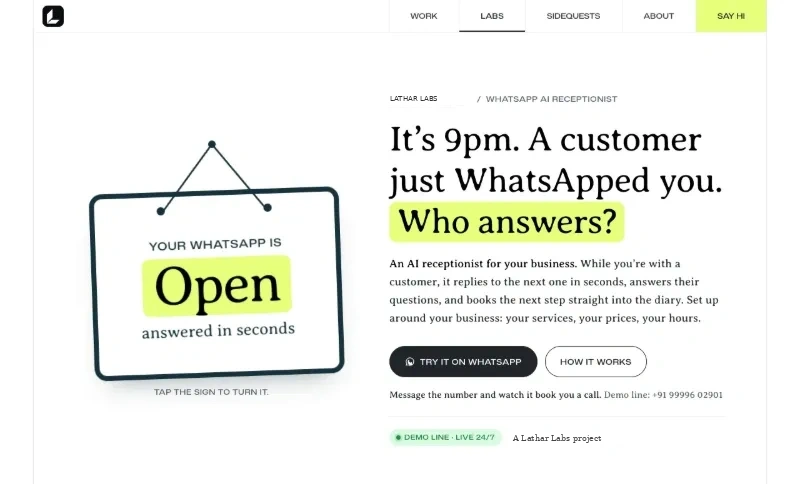 WORK
LABS
SIDEQUESTS
ABOUT
SAY HI
YOUR WHATSAPP IS
Open
answered in seconds
TAP THE SIGN TO TURN IT.
LATHAR LABS / WHATSAPP AI RECEPTIONIST
It's 9pm. A customer
just WhatsApped you.
Who answers?
An AI receptionist for your business. While you're with a
customer, it replies to the next one in seconds, answers their
questions, and books the next step straight into the diary. Set up
around your business: your services, your prices, your hours.
TRY IT ON WHATSAPP
HOW IT WORKS
Message the number and watch it book you a call. Demo line: +91 99996 02901
DEMO LINE · LIVE 24/7
A Lathar Labs project